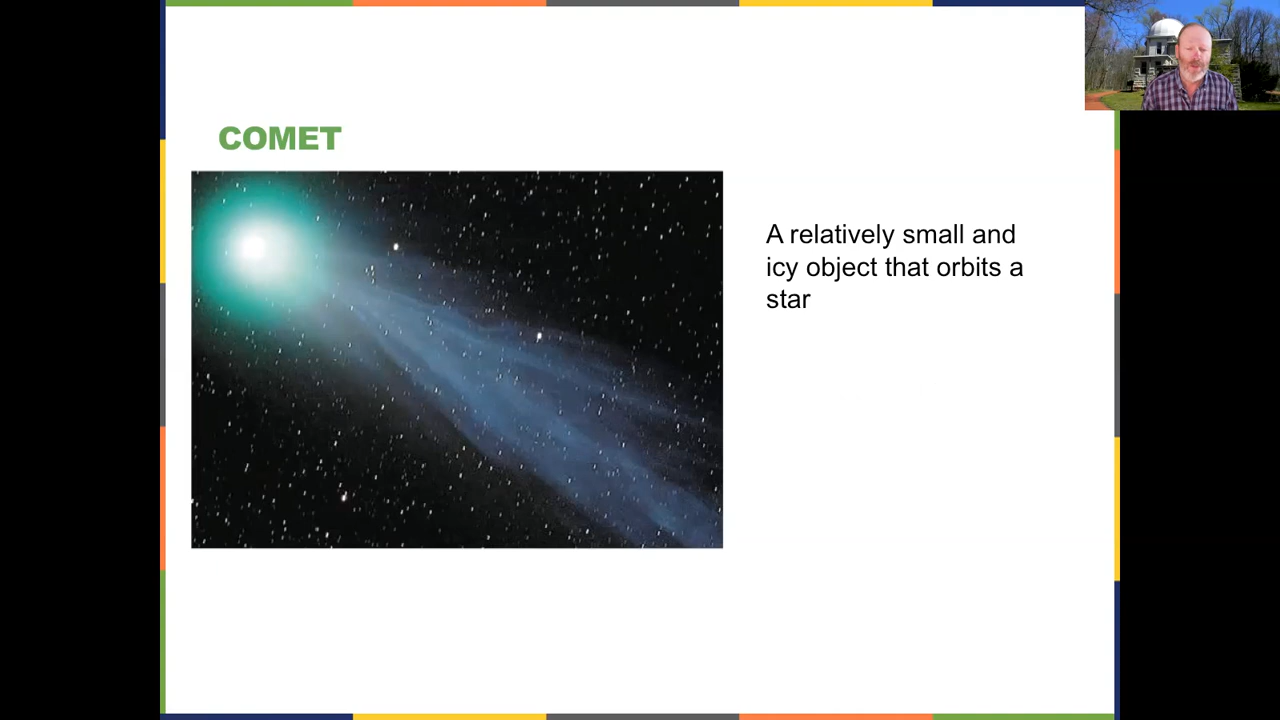 COMET
A relatively small and
icy object that orbits a
star